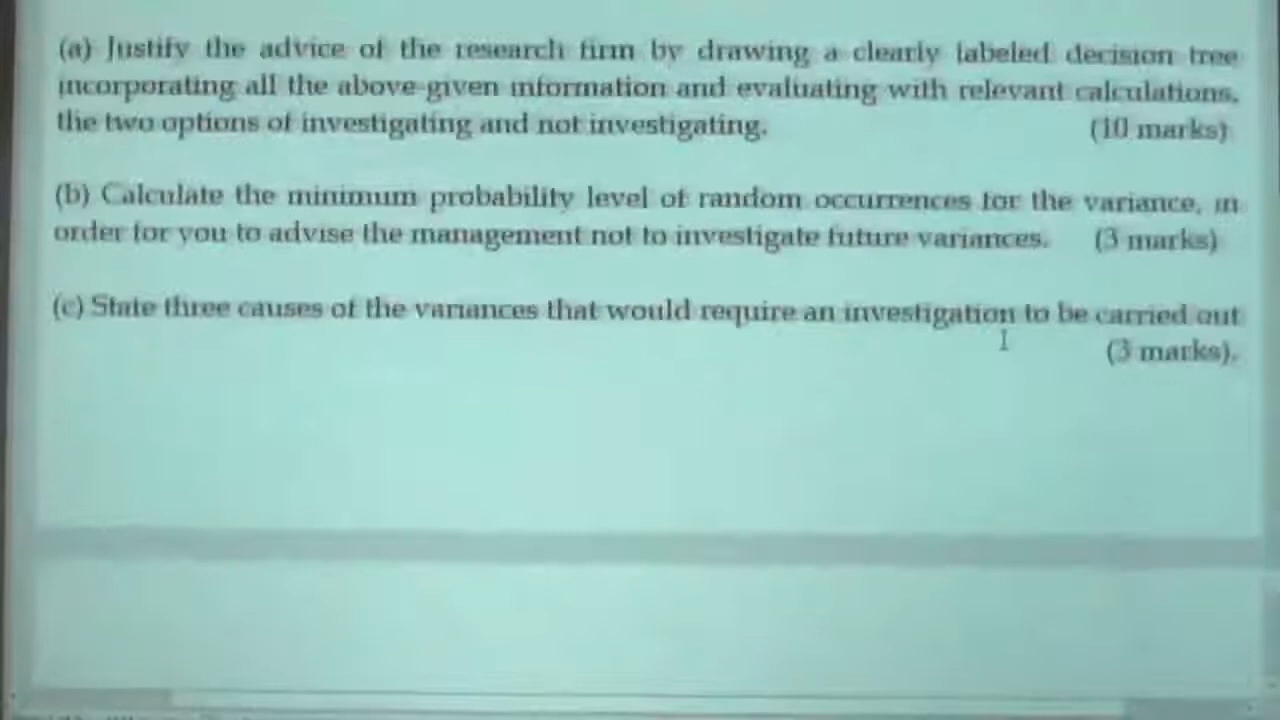 (a) Justify the advice of the research firm by drawing a clearly labeled decision tree
incorporating all the above given information and evaluating with relevant calculations,
the two options of investigating and not investigating. (10 marks)
(b) Calculate the minimum probability level of random occurrences for the variance, in
order for you to advise the management not to investigate future variances. (3 marks)
(c) State three causes of the variances that would require an investigation to be carried out
(3 marks).